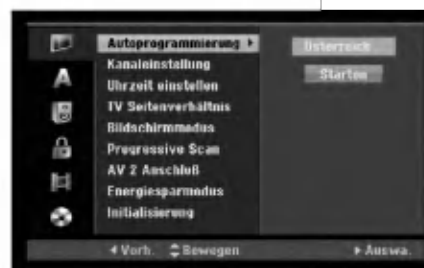 Autoprogrammierung
Österreich
Kanaleinstellung
Starten
Uhrzeit einstellen
TV Seitenverhältnis
Bildschirmmodus
Progressive Scan
AV 2 Anschluß
Energiesparmodus
Initialisierung
A
Vorh. Bewegen Auswa.